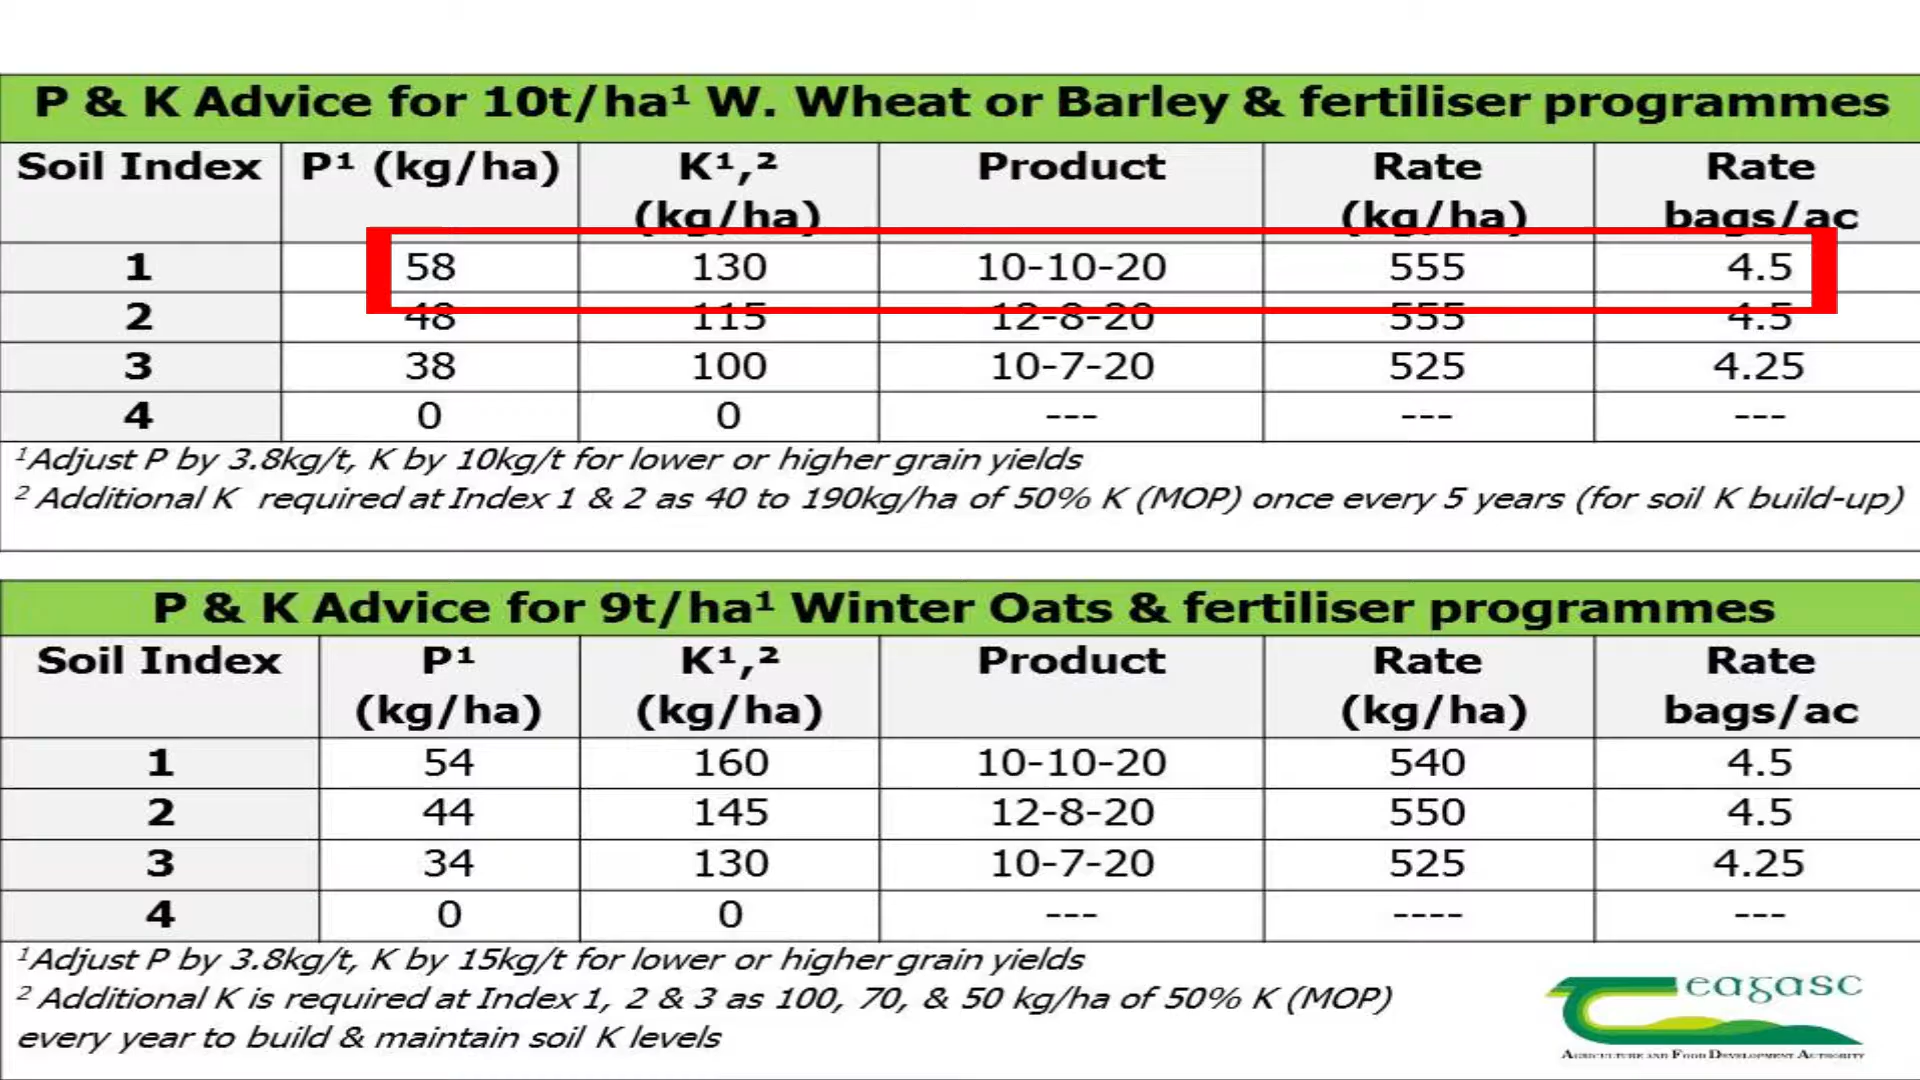 P & K Advice for 10t/ha¹ W. Wheat or Barley & fertiliser programmes
Soil Index P¹ (kg/ha) K¹,² (kg/ha) Product Rate (kg/ha) Rate bags/ac
1 58 130 10-10-20 555 4.5
2 48 115 12-8-20 555 4.5
3 38 100 10-7-20 525 4.25
4 0 0 --- --- ---
¹Adjust P by 3.8kg/t, K by 10kg/t for lower or higher grain yields
² Additional K required at Index 1 & 2 as 40 to 190kg/ha of 50% K (MOP) once every 5 years (for soil K build-up)
P & K Advice for 9t/ha¹ Winter Oats & fertiliser programmes
Soil Index P¹ (kg/ha) K¹,² (kg/ha) Product Rate (kg/ha) Rate bags/ac
1 54 160 10-10-20 540 4.5
2 44 145 12-8-20 550 4.5
3 34 130 10-7-20 525 4.25
4 0 0 --- ---- ---
¹Adjust P by 3.8kg/t, K by 15kg/t for lower or higher grain yields
² Additional K is required at Index 1, 2 & 3 as 100, 70, & 50 kg/ha of 50% K (MOP)
every year to build & maintain soil K levels
Teagasc
Agriculture and Food Development Authority